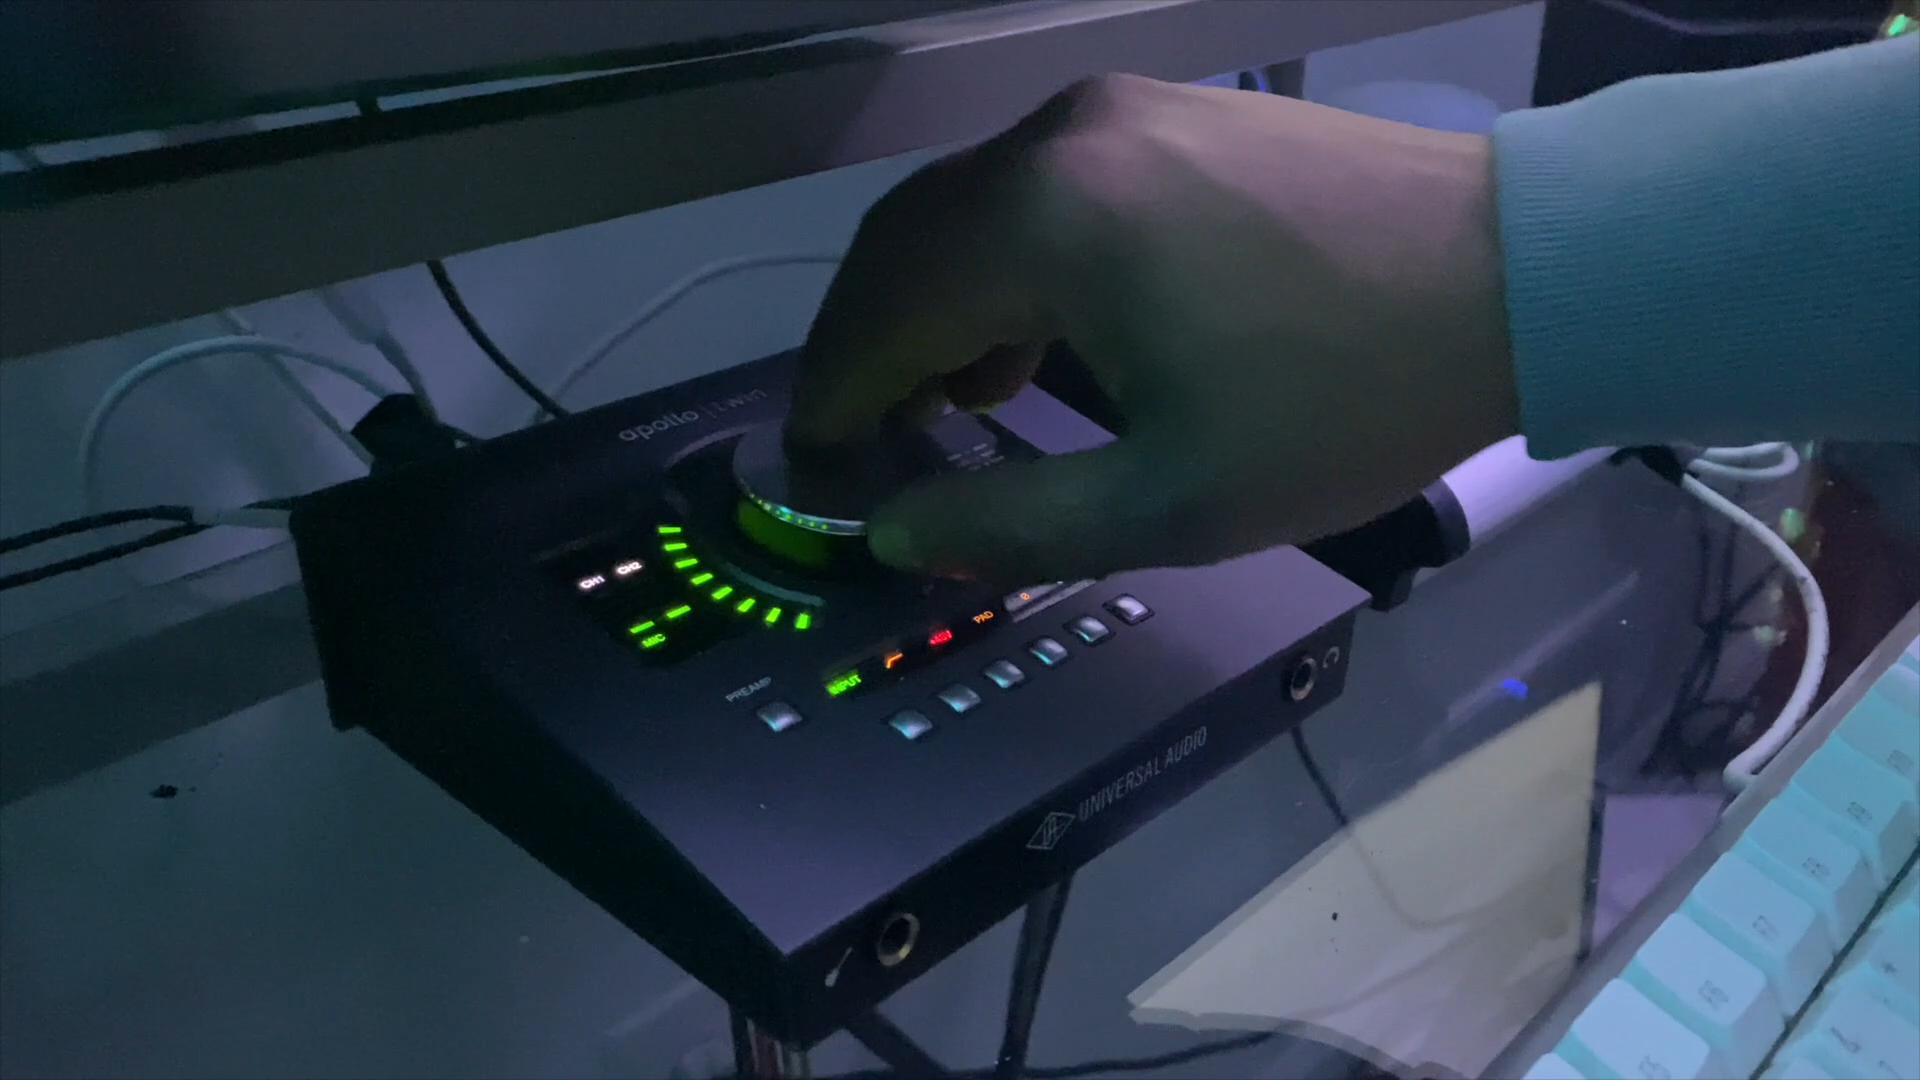 apollo | twin
CH1 CH2
MIC
PREAMP
INPUT
PAD
Ø
UNIVERSAL AUDIO